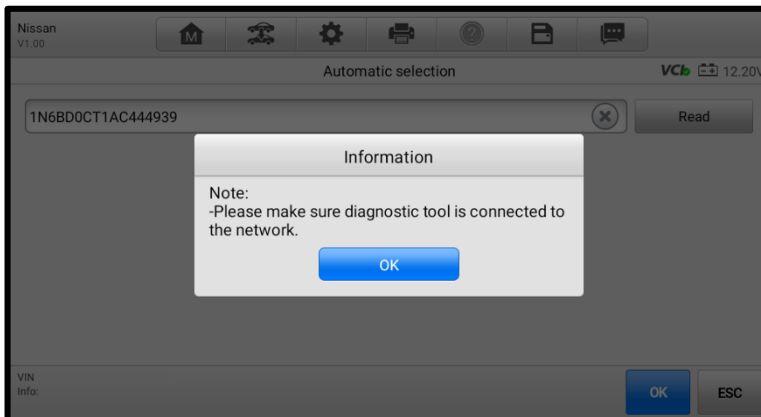 Nissan
V1.00
M
Automatic selection
VCI 12.20V
1N6BD0CT1AC444939
Read
Information
Note:
-Please make sure diagnostic tool is connected to
the network.
OK
VIN
Info:
OK
ESC